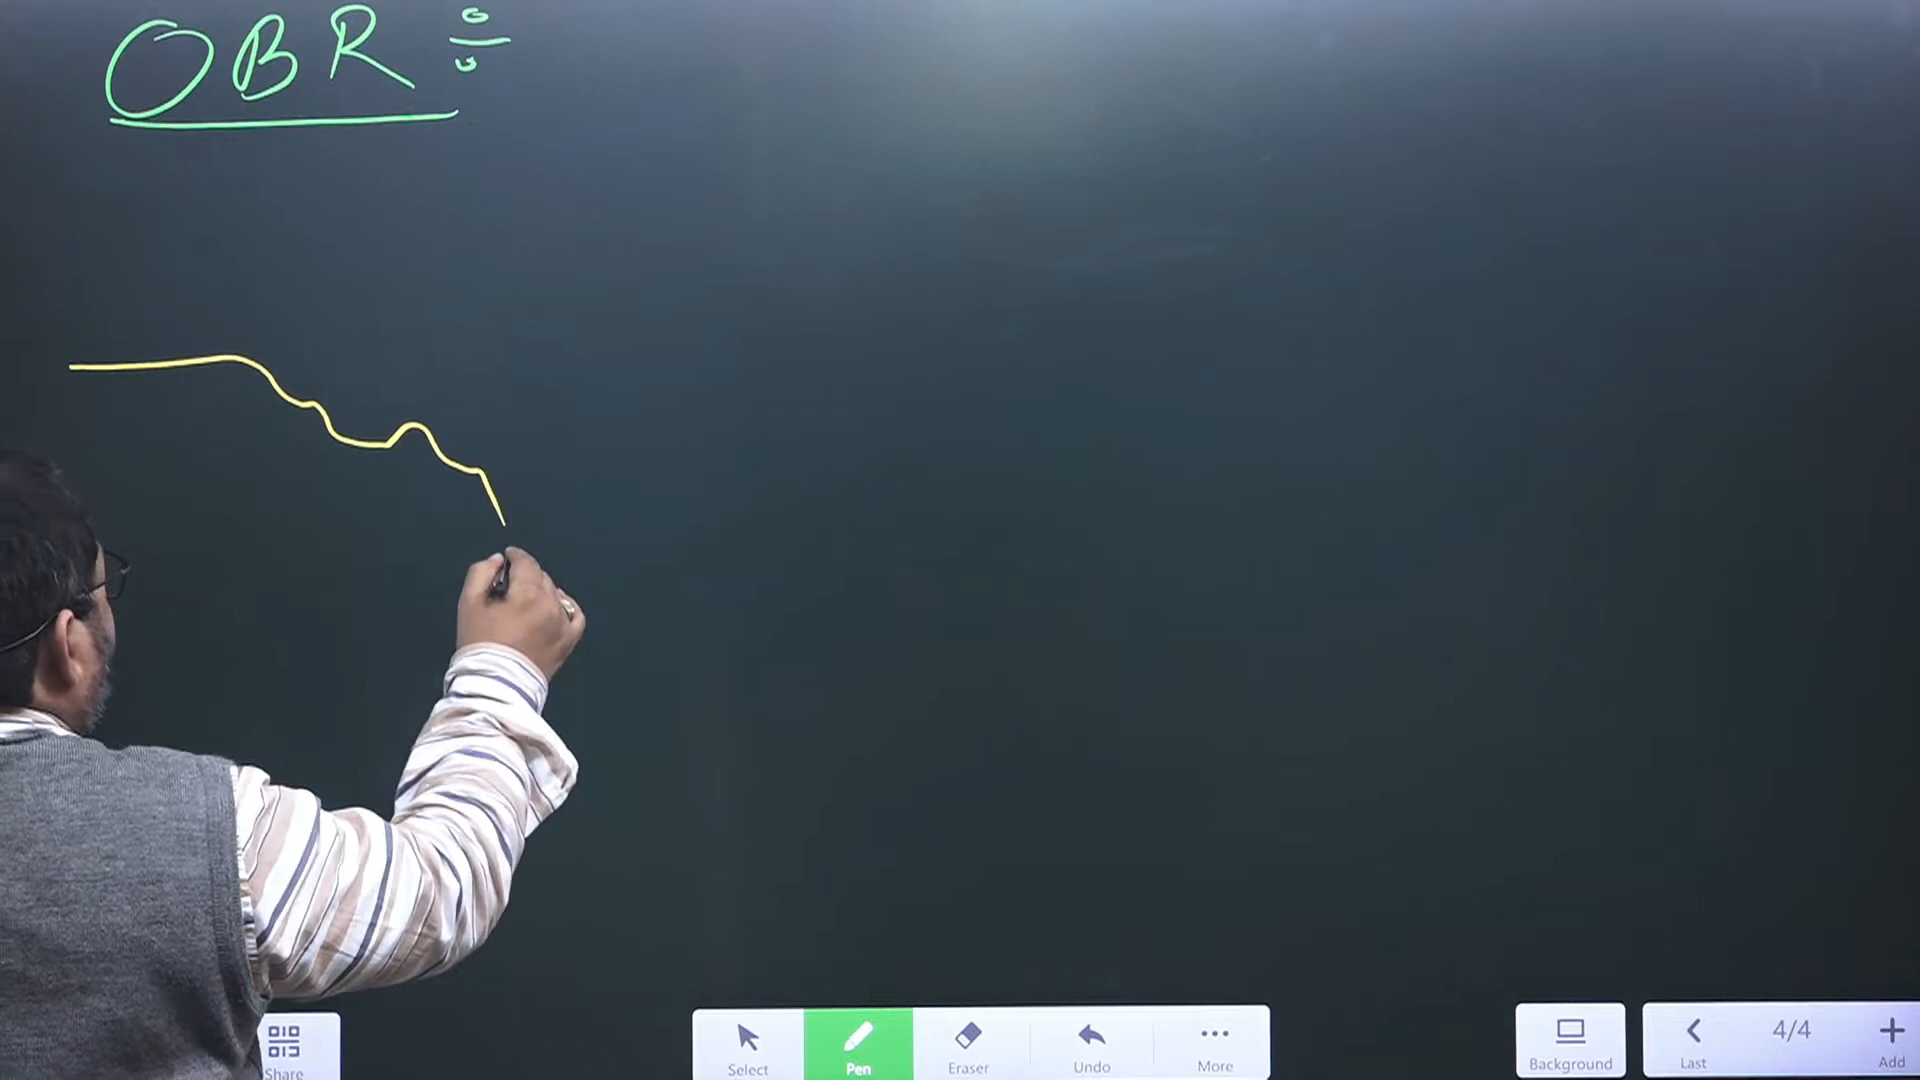 OBR ÷
Share
Select
Pen
Eraser
Undo
More
Background
Last
4/4
Add